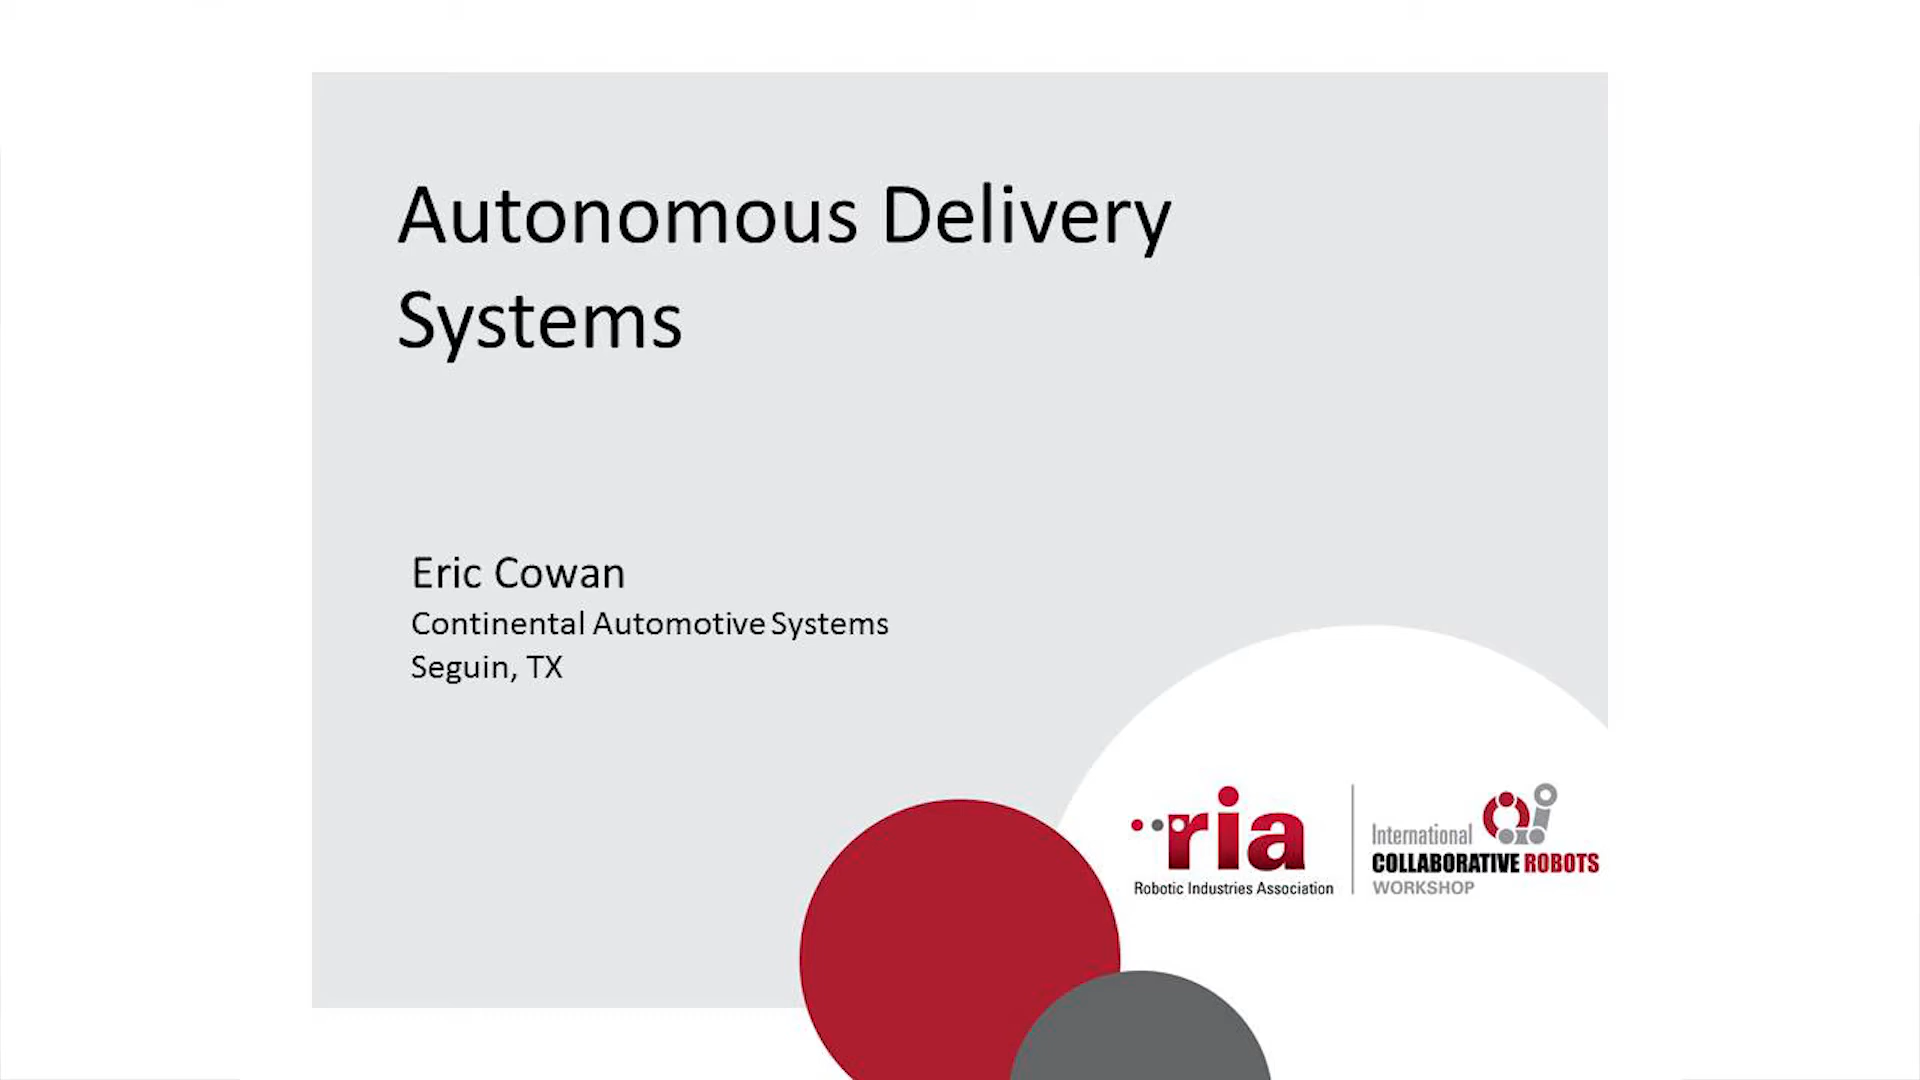 Autonomous Delivery
Systems
Eric Cowan
Continental Automotive Systems
Seguin, TX
ria
Robotic Industries Association
International
COLLABORATIVE ROBOTS
WORKSHOP